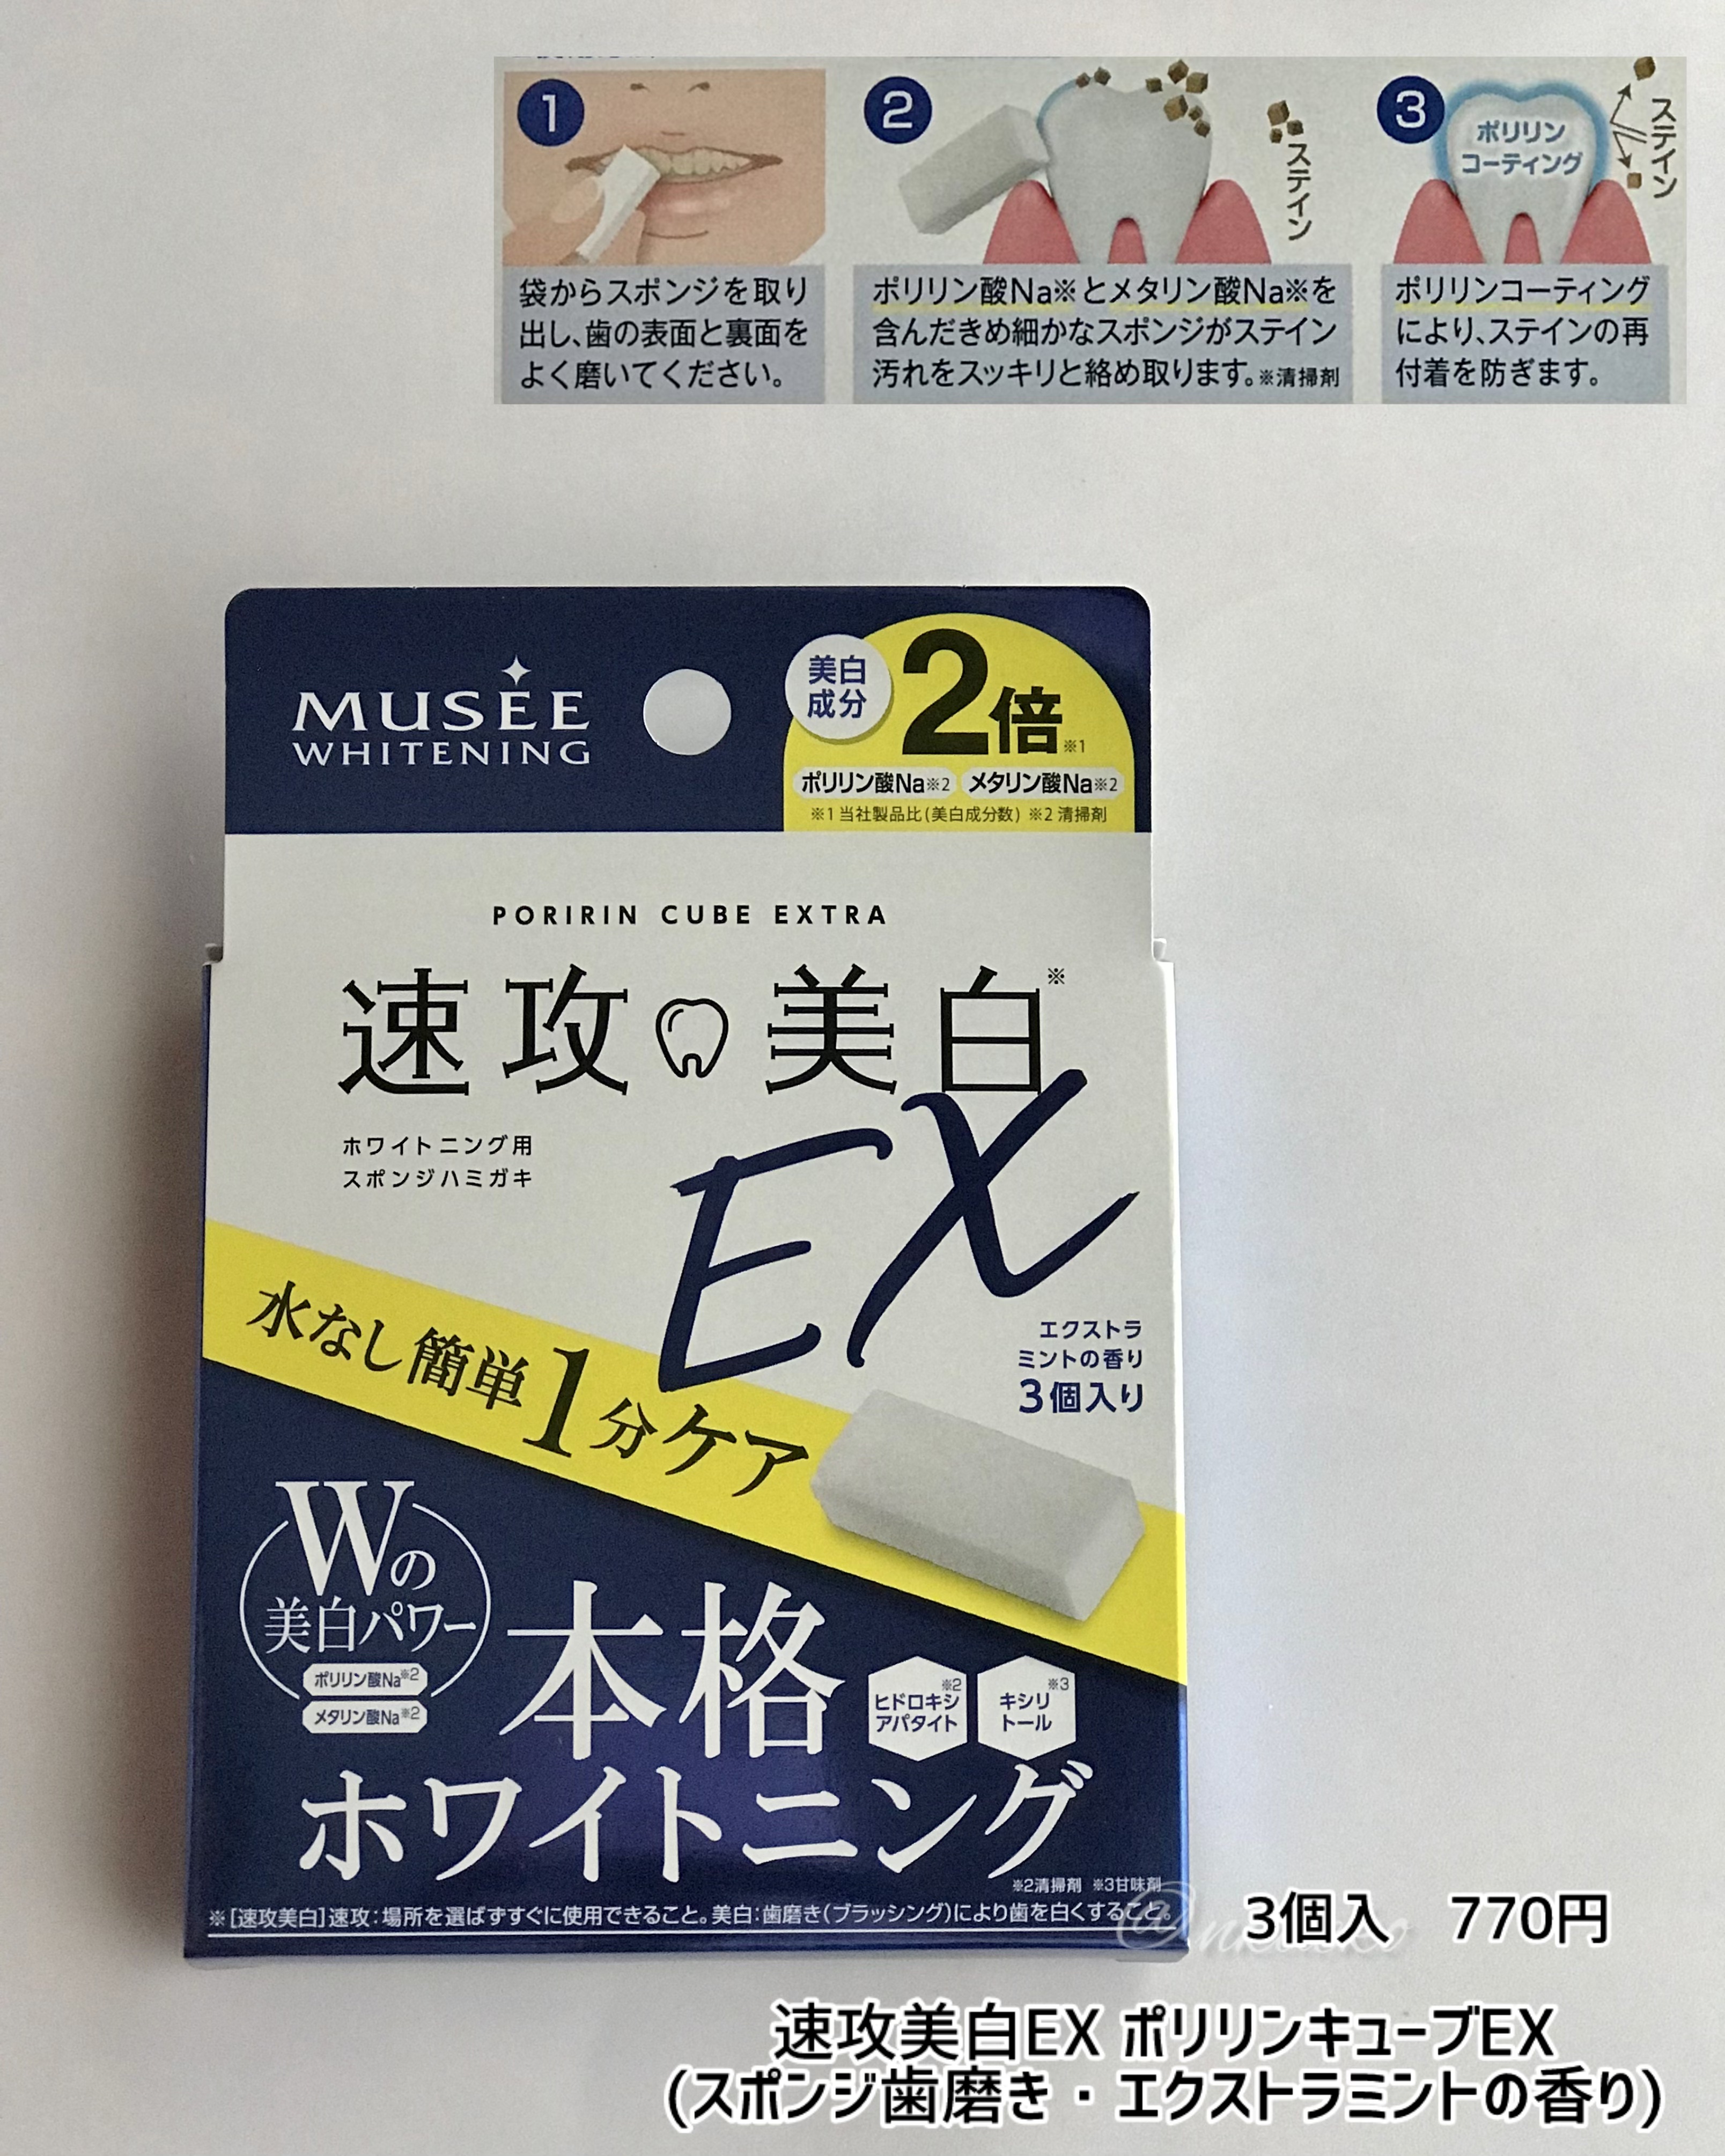 1
袋からスポンジを取り
出し、歯の表面と裏面を
よく磨いてください。
2
ステイン
ポリリン酸Na※とメタリン酸Na※を
含んだきめ細かなスポンジがステイン
汚れをスッキリと絡め取ります。※清掃剤
3
ポリリン
コーティング
ステイン
ポリリンコーティング
により、ステインの再
付着を防ぎます。
MUSÉE
WHITENING
美白
成分
2倍※1
ポリリン酸Na※2 メタリン酸Na※2
※1 当社製品比(美白成分数) ※2 清掃剤
PORIRIN CUBE EXTRA
速攻美白※
EX
ホワイトニング用
スポンジハミガキ
エクストラ
ミントの香り
3個入り
水なし簡単1分ケア
Wの
美白パワー
ポリリン酸Na※2
メタリン酸Na※2
本格
ヒドロキシ※2
アパタイト
キシリ※3
トール
ホワイトニング
※2清掃剤 ※3甘味剤
※[速攻美白]速攻:場所を選ばずすぐに使用できること。美白:歯磨き(ブラッシング)により歯を白くすること。
3個入 770円
速攻美白EX ポリリンキューブEX
(スポンジ歯磨き・エクストラミントの香り)